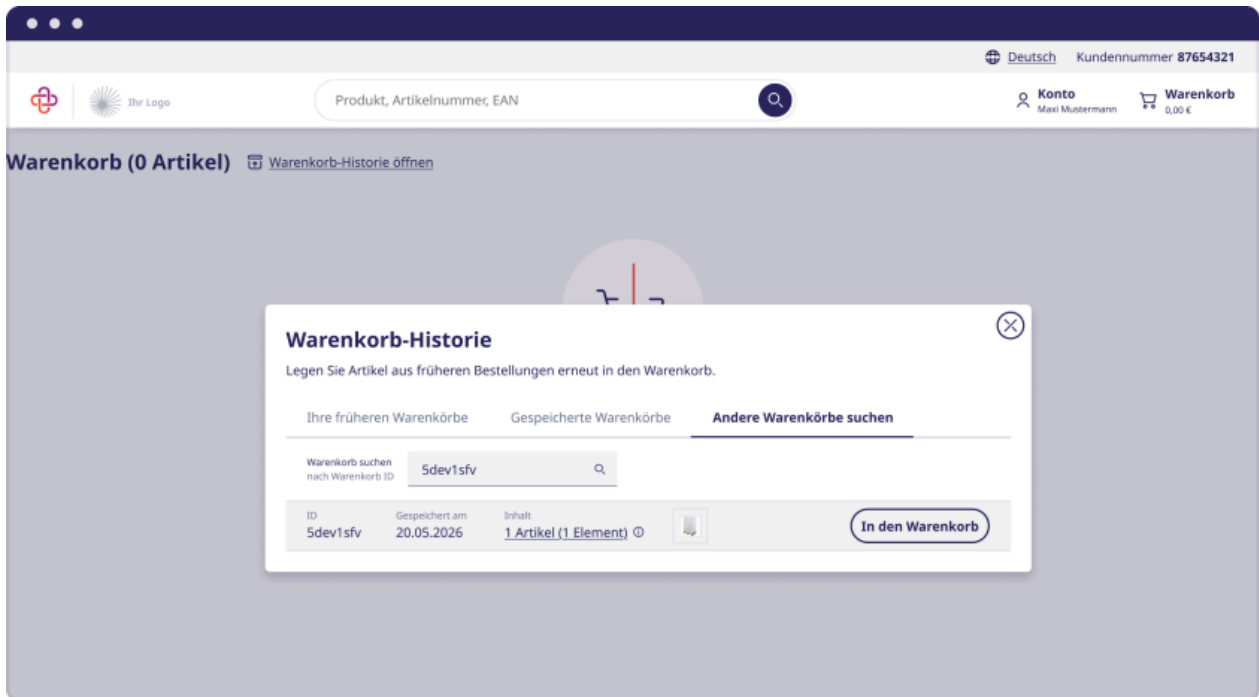 Deutsch Kundennummer 87654321
Ihr Logo
Produkt, Artikelnummer, EAN
Konto
Maxi Mustermann
Warenkorb
0,00 €
Warenkorb (0 Artikel) Warenkorb-Historie öffnen
Warenkorb-Historie
Legen Sie Artikel aus früheren Bestellungen erneut in den Warenkorb.
Ihre früheren Warenkörbe Gespeicherte Warenkörbe Andere Warenkörbe suchen
Warenkorb suchen
nach Warenkorb ID
5dev1sfv
ID Gespeichert am Inhalt
5dev1sfv 20.05.2026 1 Artikel (1 Element)
In den Warenkorb